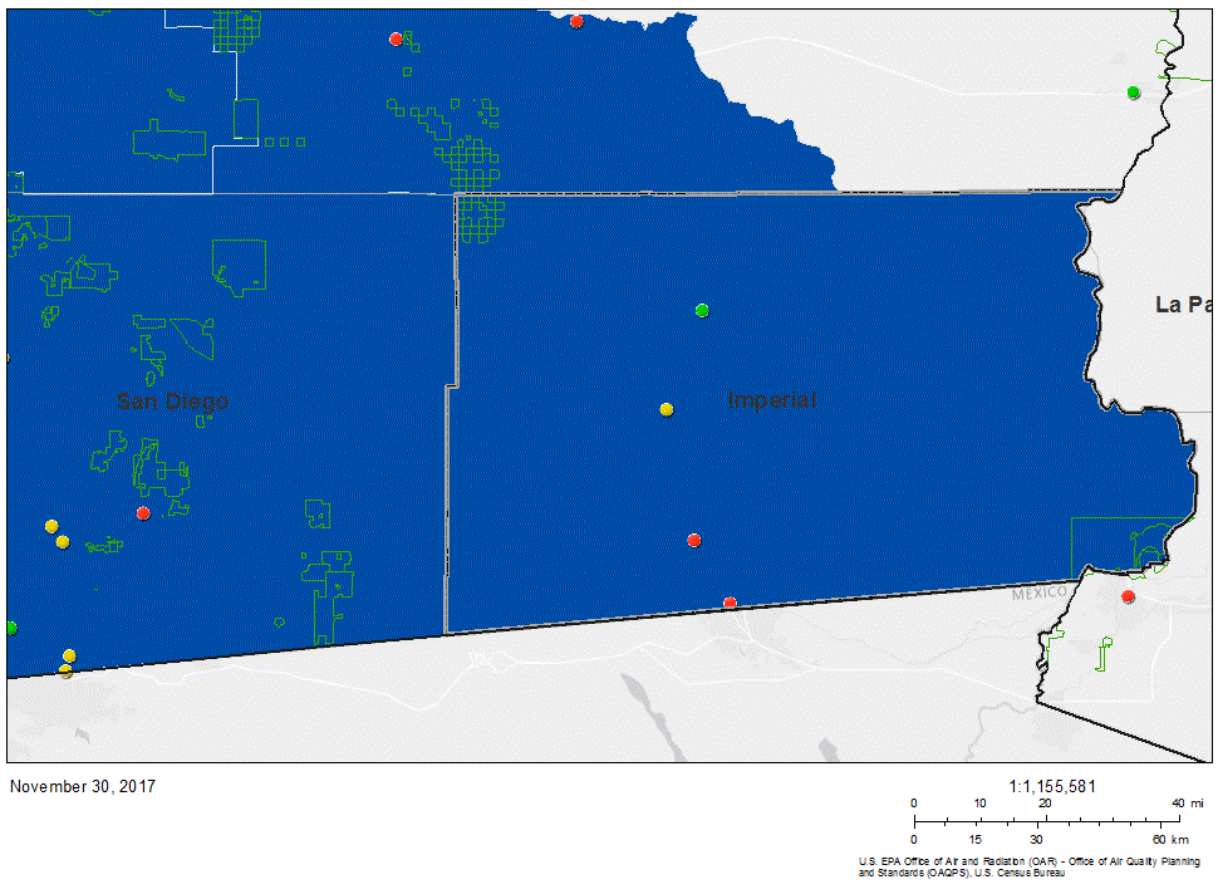 La Pa
San Diego
Imperial
MEXICO
November 30, 2017
1:1,155,581
0 10 20 40 mi
0 15 30 60 km
U.S. EPA Office of Air and Radiation (OAR) - Office of Air Quality Planning
and Standards (OAQPS), U.S. Census Bureau